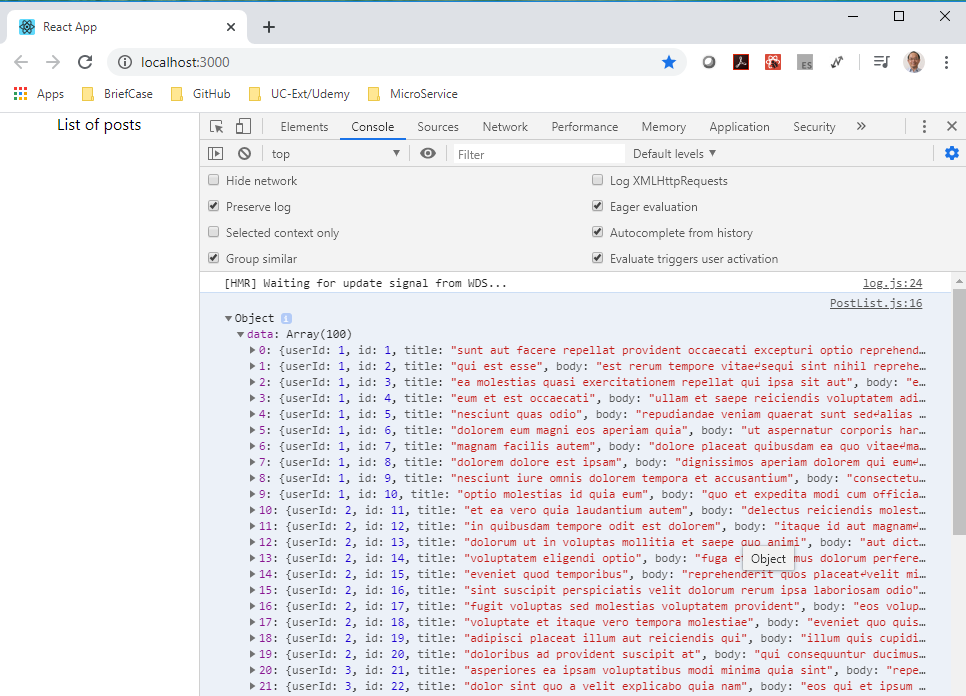 React App
localhost:3000
ES
Apps BriefCase GitHub UC-Ext/Udemy MicroService
List of posts
Elements Console Sources Network Performance Memory Application Security
top Filter Default levels
Hide network Log XMLHttpRequests
Preserve log Eager evaluation
Selected context only Autocomplete from history
Group similar Evaluate triggers user activation
[HMR] Waiting for update signal from WDS... log.js:24
PostList.js:16
Object i
data: Array(100)
0: {userId: 1, id: 1, title: "sunt aut facere repellat provident occaecati excepturi optio reprehend…
1: {userId: 1, id: 2, title: "qui est esse", body: "est rerum tempore vitae↵sequi sint nihil reprehe…
2: {userId: 1, id: 3, title: "ea molestias quasi exercitationem repellat qui ipsa sit aut", body: "e…
3: {userId: 1, id: 4, title: "eum et est occaecati", body: "ullam et saepe reiciendis voluptatem adi…
4: {userId: 1, id: 5, title: "nesciunt quas odio", body: "repudiandae veniam quaerat sunt sed↵alias …
5: {userId: 1, id: 6, title: "dolorem eum magni eos aperiam quia", body: "ut aspernatur corporis har…
6: {userId: 1, id: 7, title: "magnam facilis autem", body: "dolore placeat quibusdam ea quo vitae↵ma…
7: {userId: 1, id: 8, title: "dolorem dolore est ipsam", body: "dignissimos aperiam dolorem qui eum↵…
8: {userId: 1, id: 9, title: "nesciunt iure omnis dolorem tempora et accusantium", body: "consectetu…
9: {userId: 1, id: 10, title: "optio molestias id quia eum", body: "quo et expedita modi cum officia…
10: {userId: 2, id: 11, title: "et ea vero quia laudantium autem", body: "delectus reiciendis molest…
11: {userId: 2, id: 12, title: "in quibusdam tempore odit est dolorem", body: "itaque id aut magnam↵…
12: {userId: 2, id: 13, title: "dolorum ut in voluptas mollitia et saepe quo animi", body: "aut dict…
13: {userId: 2, id: 14, title: "voluptatem eligendi optio", body: "fuga et Object mus dolorum perfere…
14: {userId: 2, id: 15, title: "eveniet quod temporibus", body: "reprehenderit quos placeat↵velit mi…
15: {userId: 2, id: 16, title: "sint suscipit perspiciatis velit dolorum rerum ipsa laboriosam odio"…
16: {userId: 2, id: 17, title: "fugit voluptas sed molestias voluptatem provident", body: "eos volup…
17: {userId: 2, id: 18, title: "voluptate et itaque vero tempora molestiae", body: "eveniet quo quis…
18: {userId: 2, id: 19, title: "adipisci placeat illum aut reiciendis qui", body: "illum quis cupidi…
19: {userId: 2, id: 20, title: "doloribus ad provident suscipit at", body: "qui consequuntur ducimus…
20: {userId: 3, id: 21, title: "asperiores ea ipsam voluptatibus modi minima quia sint", body: "repe…
21: {userId: 3, id: 22, title: "dolor sint quo a velit explicabo quia nam", body: "eos qui et ipsum …